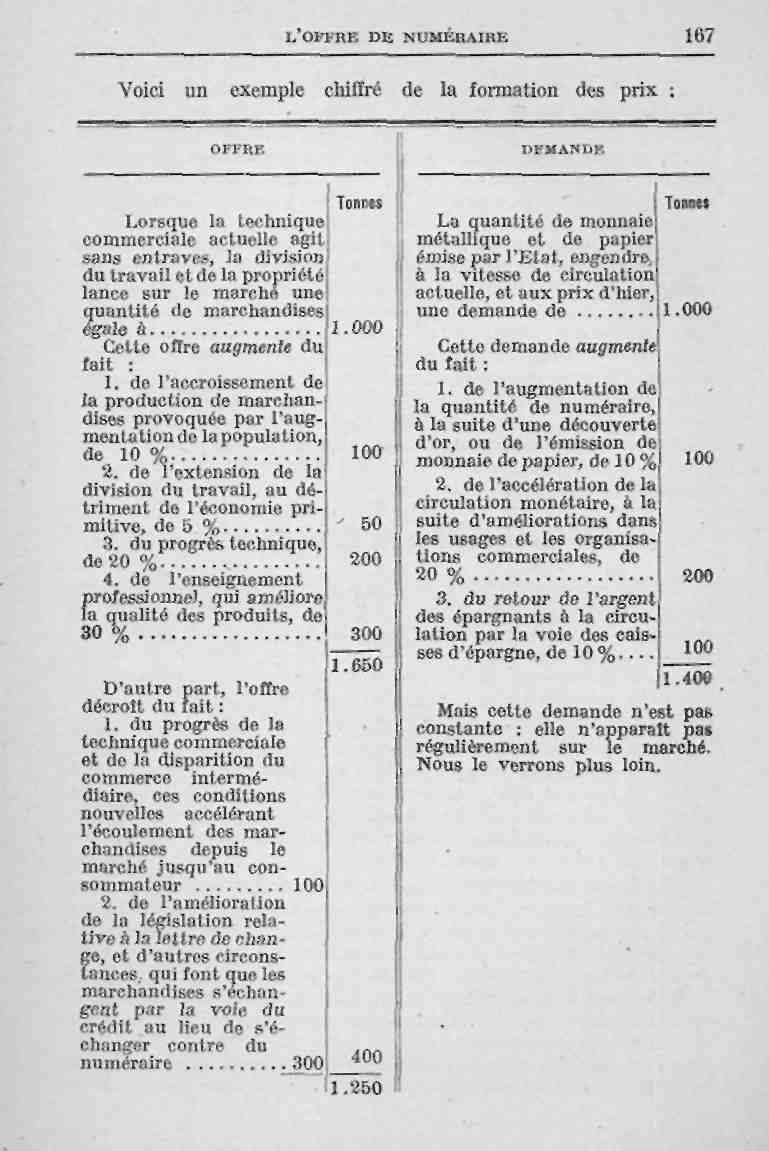 L'OFFRE DE NUMÉRAIRE 167
Voici un exemple chiffré de la formation des prix :
OFFRE
Tonnes
Lorsque la technique
commerciale actuelle agit
sans entraves, la division
du travail et de la propriété
lance sur le marché une
quantité de marchandises
égale à................. 1.000
Cette offre augmente du
fait :
1. de l'accroissement de
la production de marchan-
dises provoquée par l'aug-
mentation de la population,
de 10 %............... 100
2. de l'extension de la
division du travail, au dé-
triment de l'économie pri-
mitive, de 5 %.......... 50
3. du progrès technique,
de 20 %................ 200
4. de l'enseignement
professionnel, qui améliore
la qualité des produits, de
30 % .................. 300
1.650
D'autre part, l'offre
décroît du fait :
1. du progrès de la
technique commerciale
et de la disparition du
commerce intermé-
diaire, ces conditions
nouvelles accélérant
l'écoulement des mar-
chandises depuis le
marché jusqu'au con-
sommateur ......... 100
2. de l'amélioration
de la législation rela-
tive à la lettre de chan-
ge, et d'autres circons-
tances, qui font que les
marchandises s'échan-
gent par la voie du
crédit au lieu de s'é-
changer contre du
numéraire ..........300 400
1.250
DEMANDE
Tonnes
La quantité de monnaie
métallique et de papier
émise par l'Etat, engendre,
à la vitesse de circulation
actuelle, et aux prix d'hier,
une demande de ........ 1.000
Cette demande augmente
du fait :
1. de l'augmentation de
la quantité de numéraire,
à la suite d'une découverte
d'or, ou de l'émission de
monnaie de papier, de 10 % 100
2. de l'accélération de la
circulation monétaire, à la
suite d'améliorations dans
les usages et les organisa-
tions commerciales, de
20 % .................. 200
3. du retour de l'argent
des épargnants à la circu-
lation par la voie des cais-
ses d'épargne, de 10 %.... 100
1.400
Mais cette demande n'est pas
constante : elle n'apparaît pas
régulièrement sur le marché.
Nous le verrons plus loin.